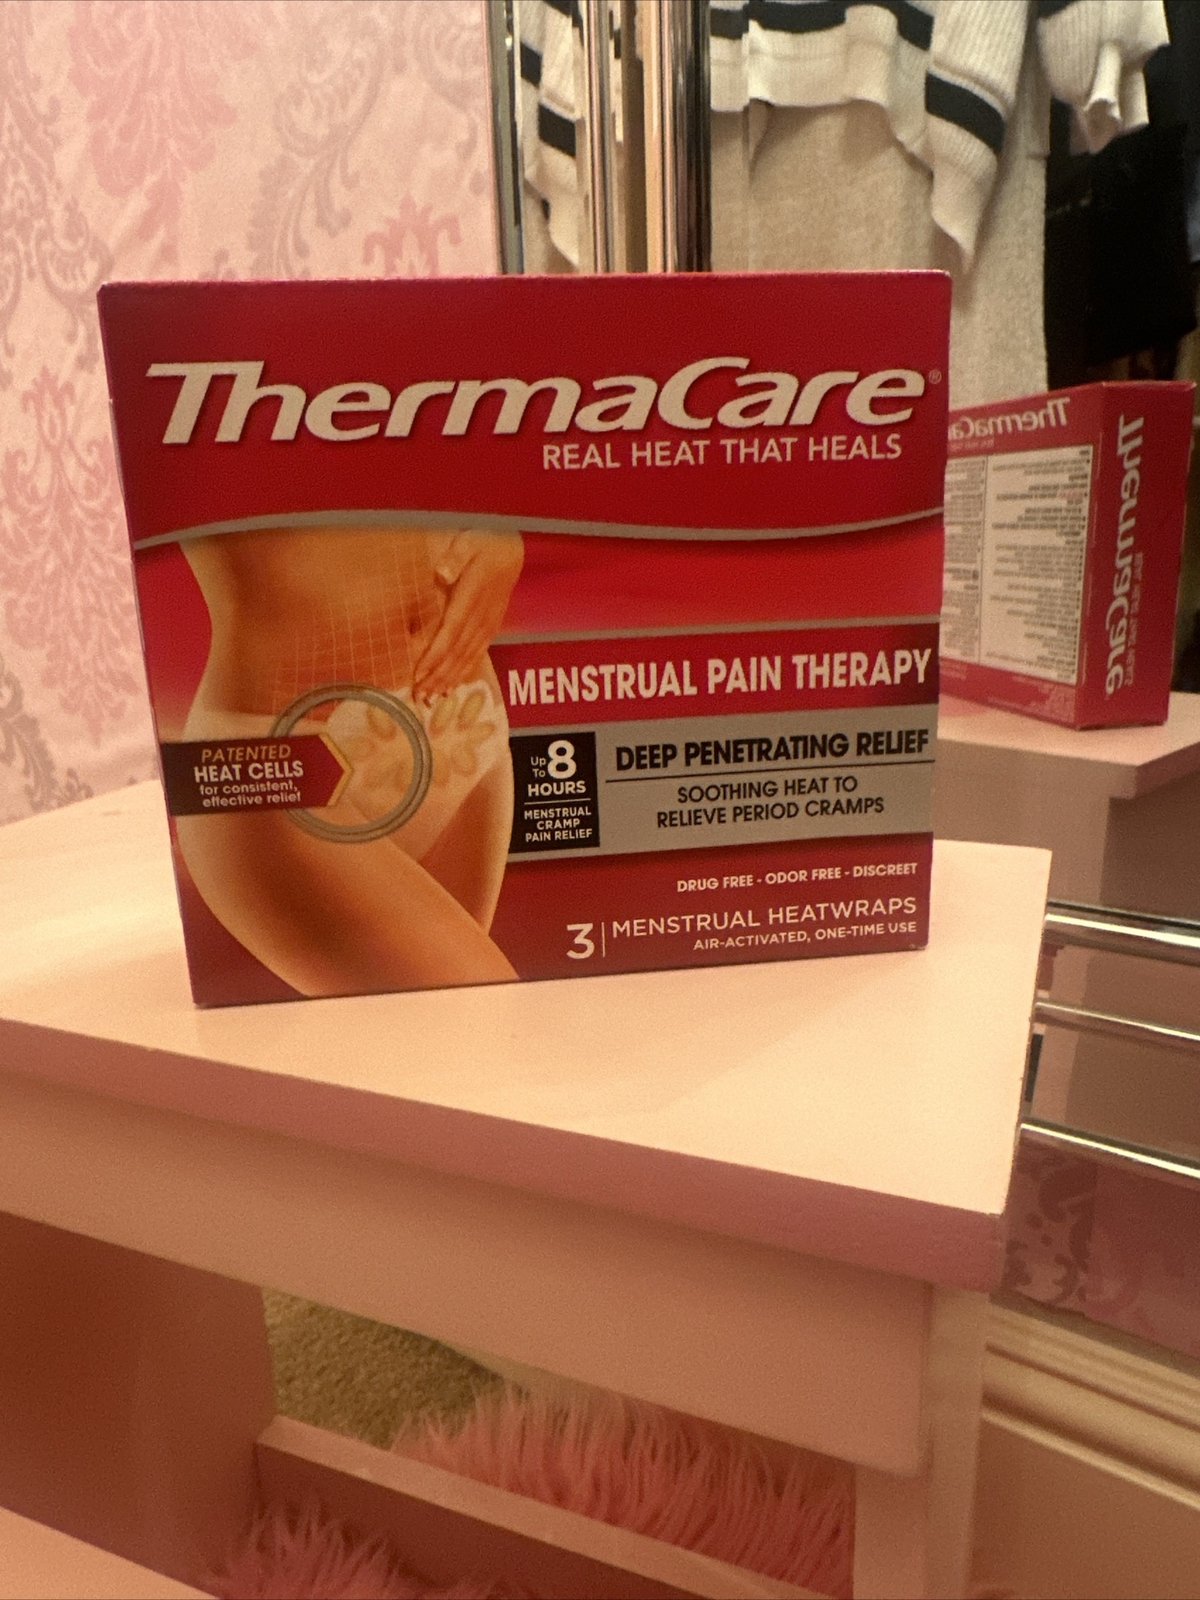 ThermaCare®
REAL HEAT THAT HEALS
MENSTRUAL PAIN THERAPY
PATENTED
HEAT CELLS
for consistent,
effective relief
Up To 8
HOURS
MENSTRUAL
CRAMP
PAIN RELIEF
DEEP PENETRATING RELIEF
SOOTHING HEAT TO
RELIEVE PERIOD CRAMPS
DRUG FREE - ODOR FREE - DISCREET
3 MENSTRUAL HEATWRAPS
AIR-ACTIVATED, ONE-TIME USE
ThermaCare
ThermaCare